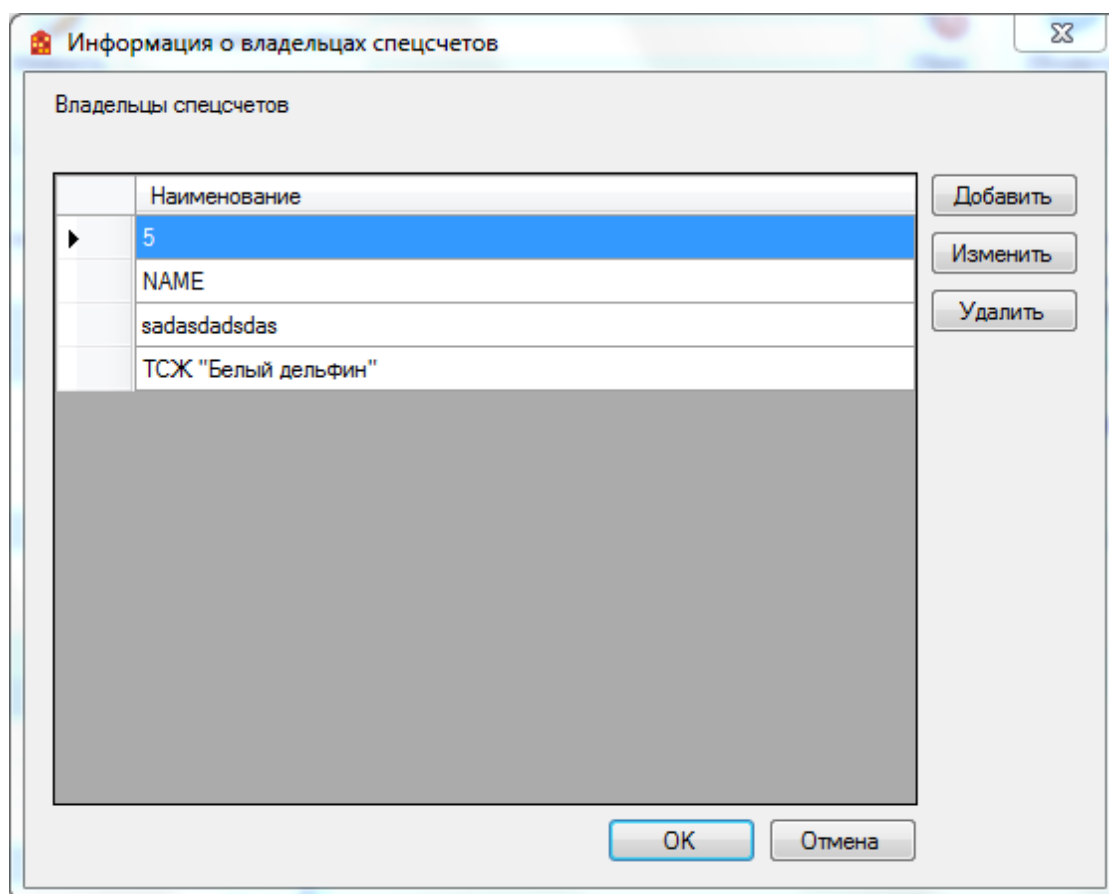 Информация о владельцах спецсчетов
Владельцы спецсчетов
Наименование
5
NAME
sadasdadsdas
ТСЖ "Белый дельфин"
Добавить
Изменить
Удалить
OK
Отмена